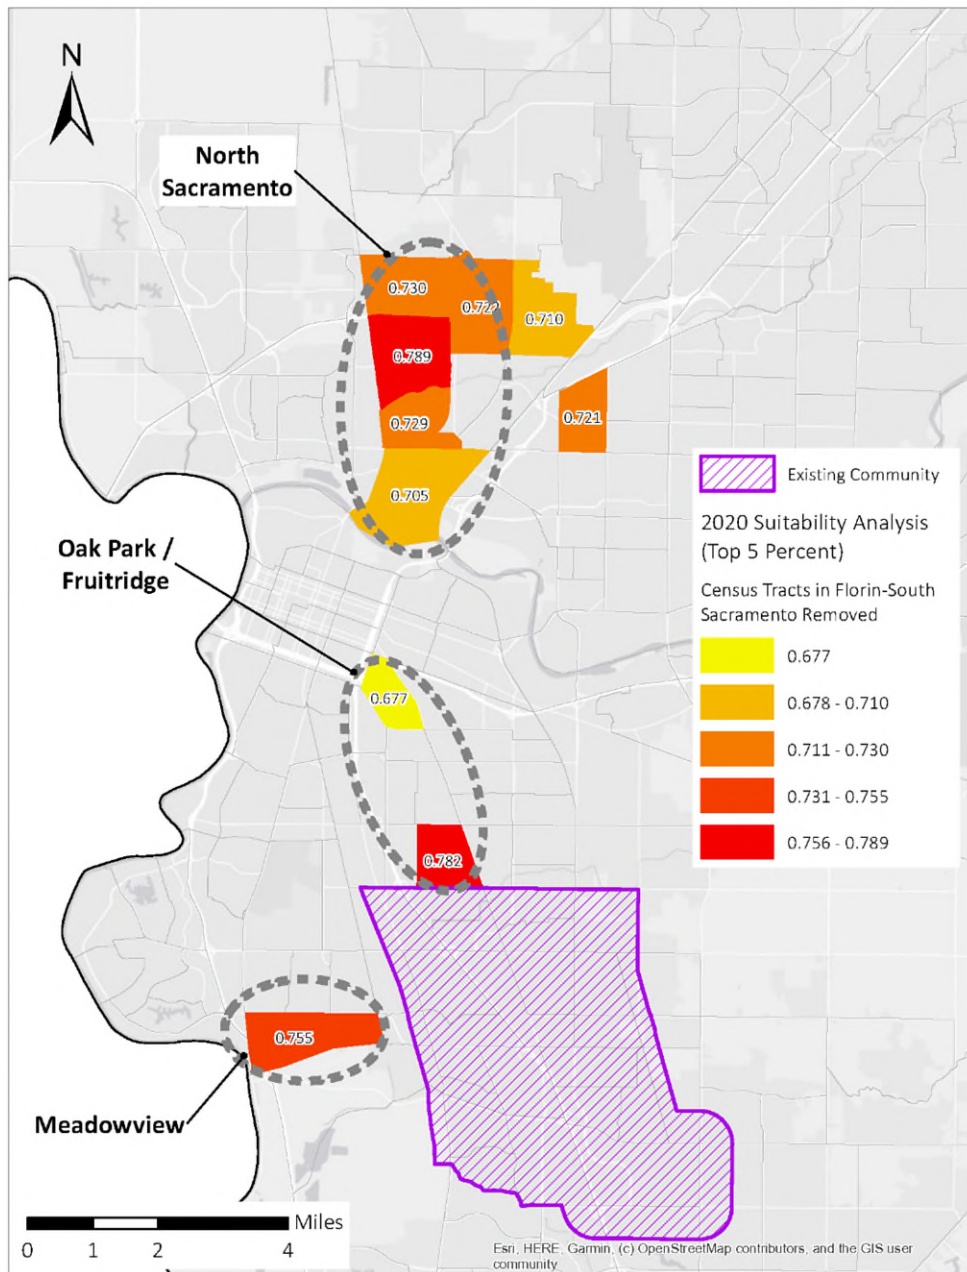 N
North
Sacramento
0.730
0.722
0.710
0.789
0.729
0.721
0.705
Existing Community
2020 Suitability Analysis
(Top 5 Percent)
Census Tracts in Florin-South
Sacramento Removed
0.677
0.678 - 0.710
0.711 - 0.730
0.731 - 0.755
0.756 - 0.789
Oak Park /
Fruitridge
0.677
0.782
0.755
Meadowview
Miles
0 1 2 4
Esri, HERE, Garmin, (c) OpenStreetMap contributors, and the GIS user
community